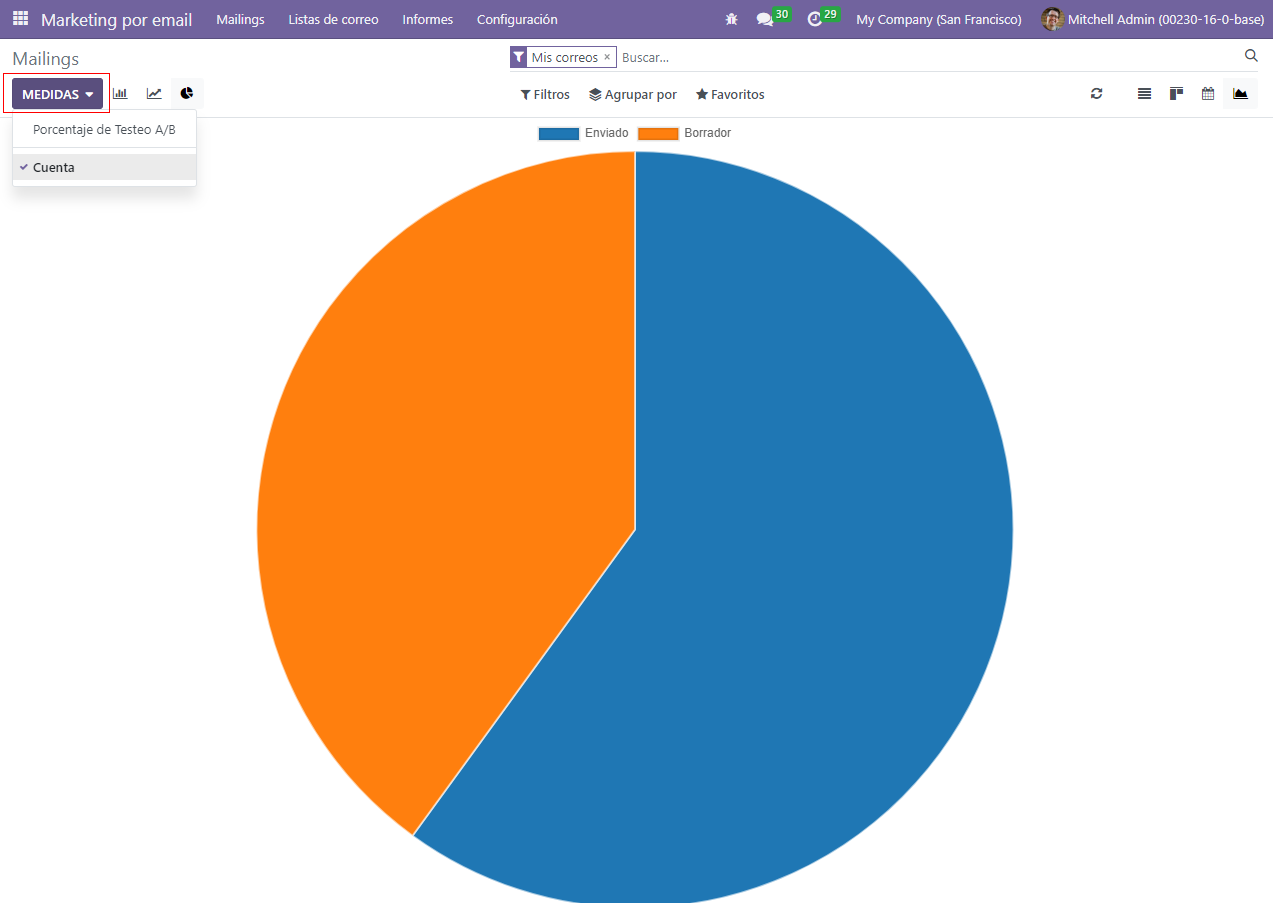 Marketing por email Mailings Listas de correo Informes Configuración 30 29 My Company (San Francisco) Mitchell Admin (00230-16-0-base)
Mailings Mis correos × Buscar...
MEDIDAS Filtros Agrupar por Favoritos
Porcentaje de Testeo A/B
Cuenta
Enviado Borrador